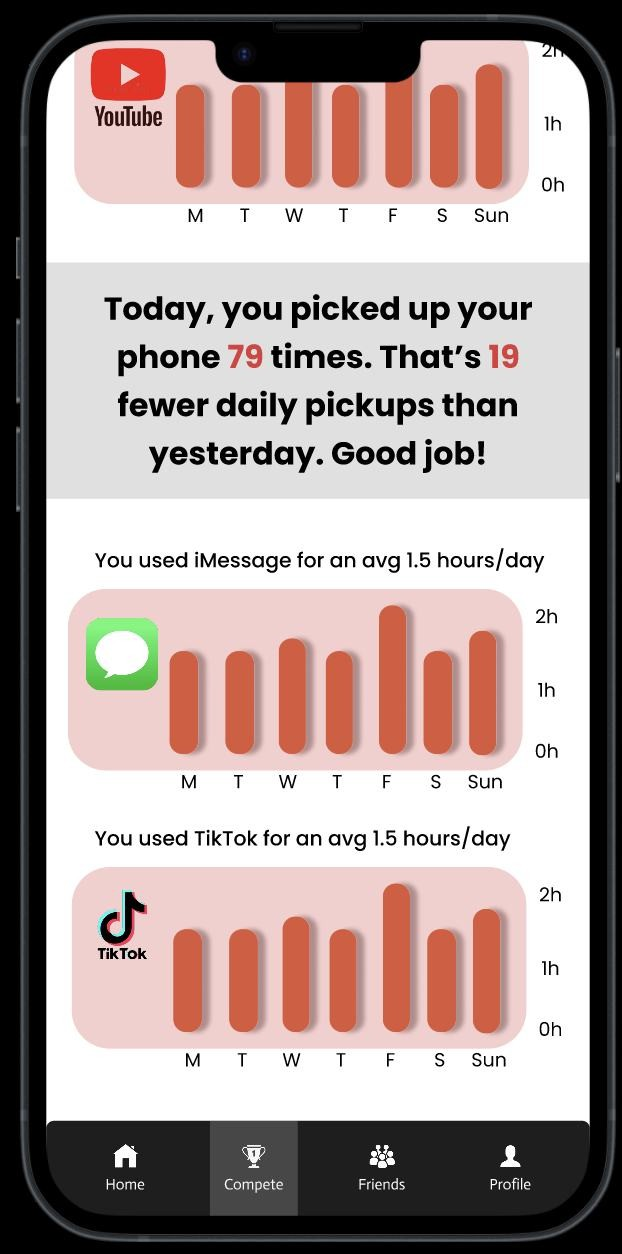 2h
YouTube
1h
0h
M T W T F S Sun
Today, you picked up your
phone 79 times. That’s 19
fewer daily pickups than
yesterday. Good job!
You used iMessage for an avg 1.5 hours/day
2h
1h
0h
M T W T F S Sun
You used TikTok for an avg 1.5 hours/day
2h
TikTok
1h
0h
M T W T F S Sun
Home Compete Friends Profile